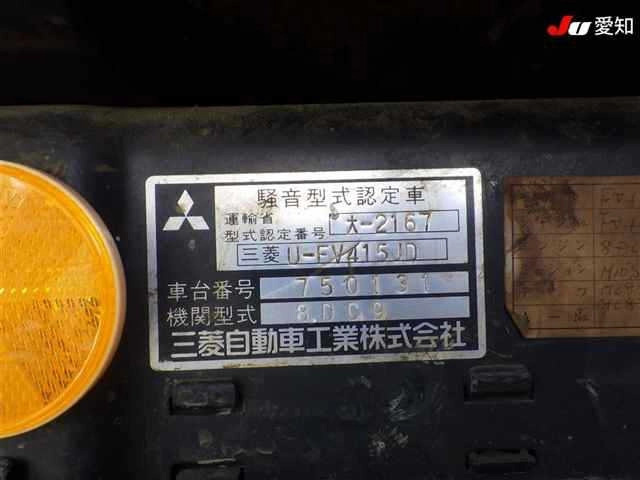 JU 愛知
騒音型式認定車
運輸省
型式認定番号 大-2167
三菱 U-FV415JD
車台番号 750131
機関型式 8DC9
三菱自動車工業株式会社